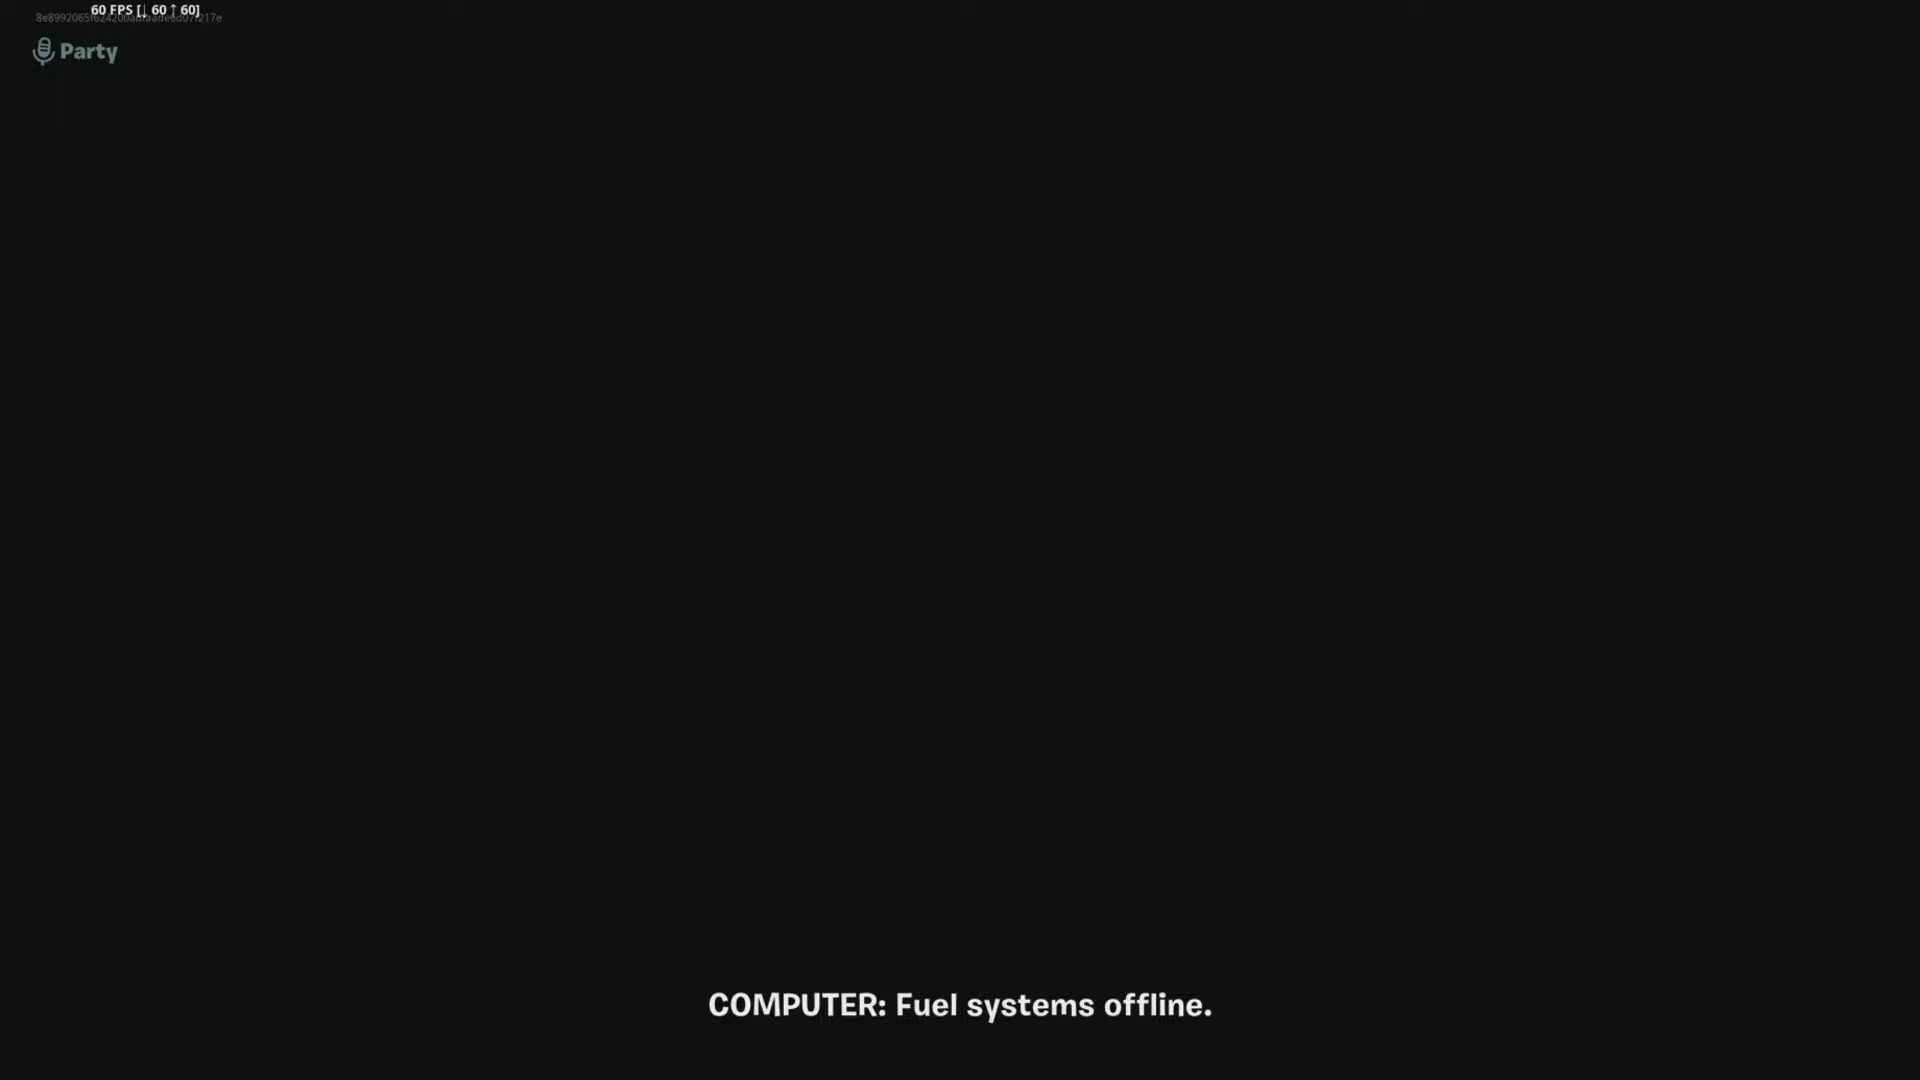 60 FPS [↓ 60 ↑ 60]
Party
COMPUTER: Fuel systems offline.